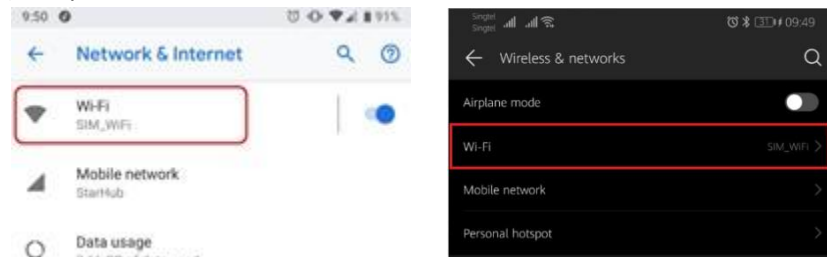 9:50
91%
Network & Internet
Wi-Fi
SIM_WiFi
Mobile network
StarHub
Data usage
Singtel
Singtel
31
09:49
Wireless & networks
Airplane mode
Wi-Fi
SIM_WiFi
Mobile network
Personal hotspot